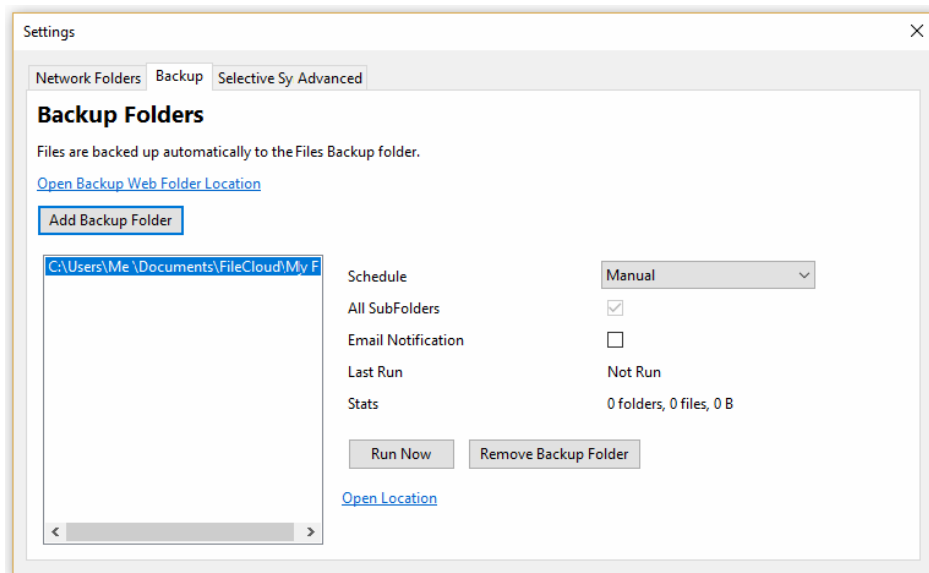 Settings
Network Folders Backup Selective Sy Advanced
Backup Folders
Files are backed up automatically to the Files Backup folder.
Open Backup Web Folder Location
Add Backup Folder
C:\Users\Me \Documents\FileCloud\My F
Schedule Manual
All SubFolders
Email Notification
Last Run Not Run
Stats 0 folders, 0 files, 0 B
Run Now Remove Backup Folder
Open Location